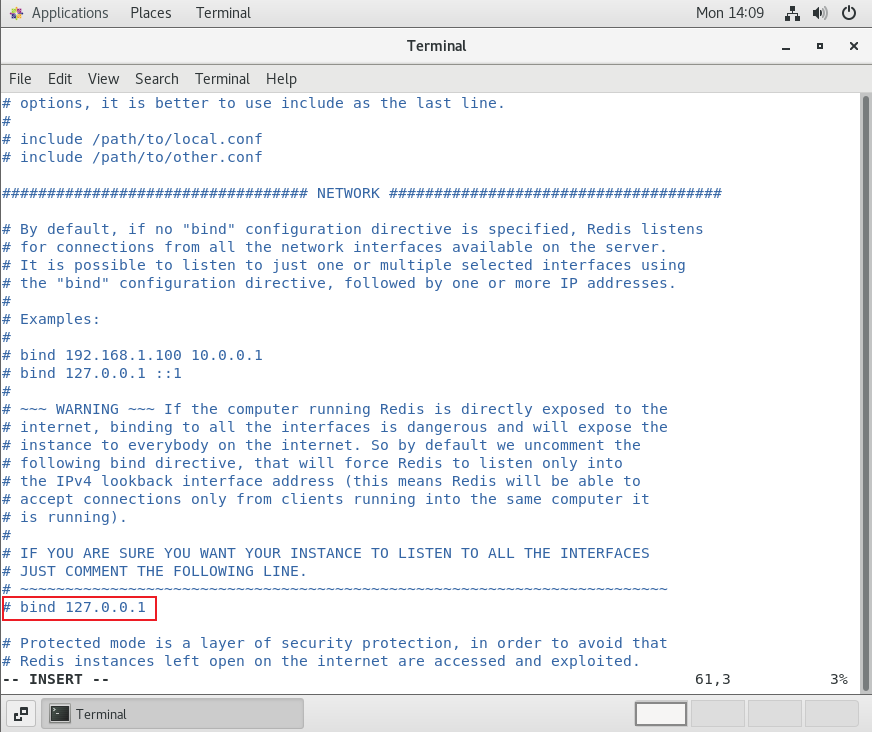 Applications Places Terminal Mon 14:09
Terminal
File Edit View Search Terminal Help
# options, it is better to use include as the last line.
#
# include /path/to/local.conf
# include /path/to/other.conf
################################## NETWORK #####################################
# By default, if no "bind" configuration directive is specified, Redis listens
# for connections from all the network interfaces available on the server.
# It is possible to listen to just one or multiple selected interfaces using
# the "bind" configuration directive, followed by one or more IP addresses.
#
# Examples:
#
# bind 192.168.1.100 10.0.0.1
# bind 127.0.0.1 ::1
#
# ~~~ WARNING ~~~ If the computer running Redis is directly exposed to the
# internet, binding to all the interfaces is dangerous and will expose the
# instance to everybody on the internet. So by default we uncomment the
# following bind directive, that will force Redis to listen only into
# the IPv4 lookback interface address (this means Redis will be able to
# accept connections only from clients running into the same computer it
# is running).
#
# IF YOU ARE SURE YOU WANT YOUR INSTANCE TO LISTEN TO ALL THE INTERFACES
# JUST COMMENT THE FOLLOWING LINE.
# ~~~~~~~~~~~~~~~~~~~~~~~~~~~~~~~~~~~~~~~~~~~~~~~~~~~~~~~~~~~~~~~~~~~~~~~~
# bind 127.0.0.1
# Protected mode is a layer of security protection, in order to avoid that
# Redis instances left open on the internet are accessed and exploited.
-- INSERT -- 61,3 3%
Terminal